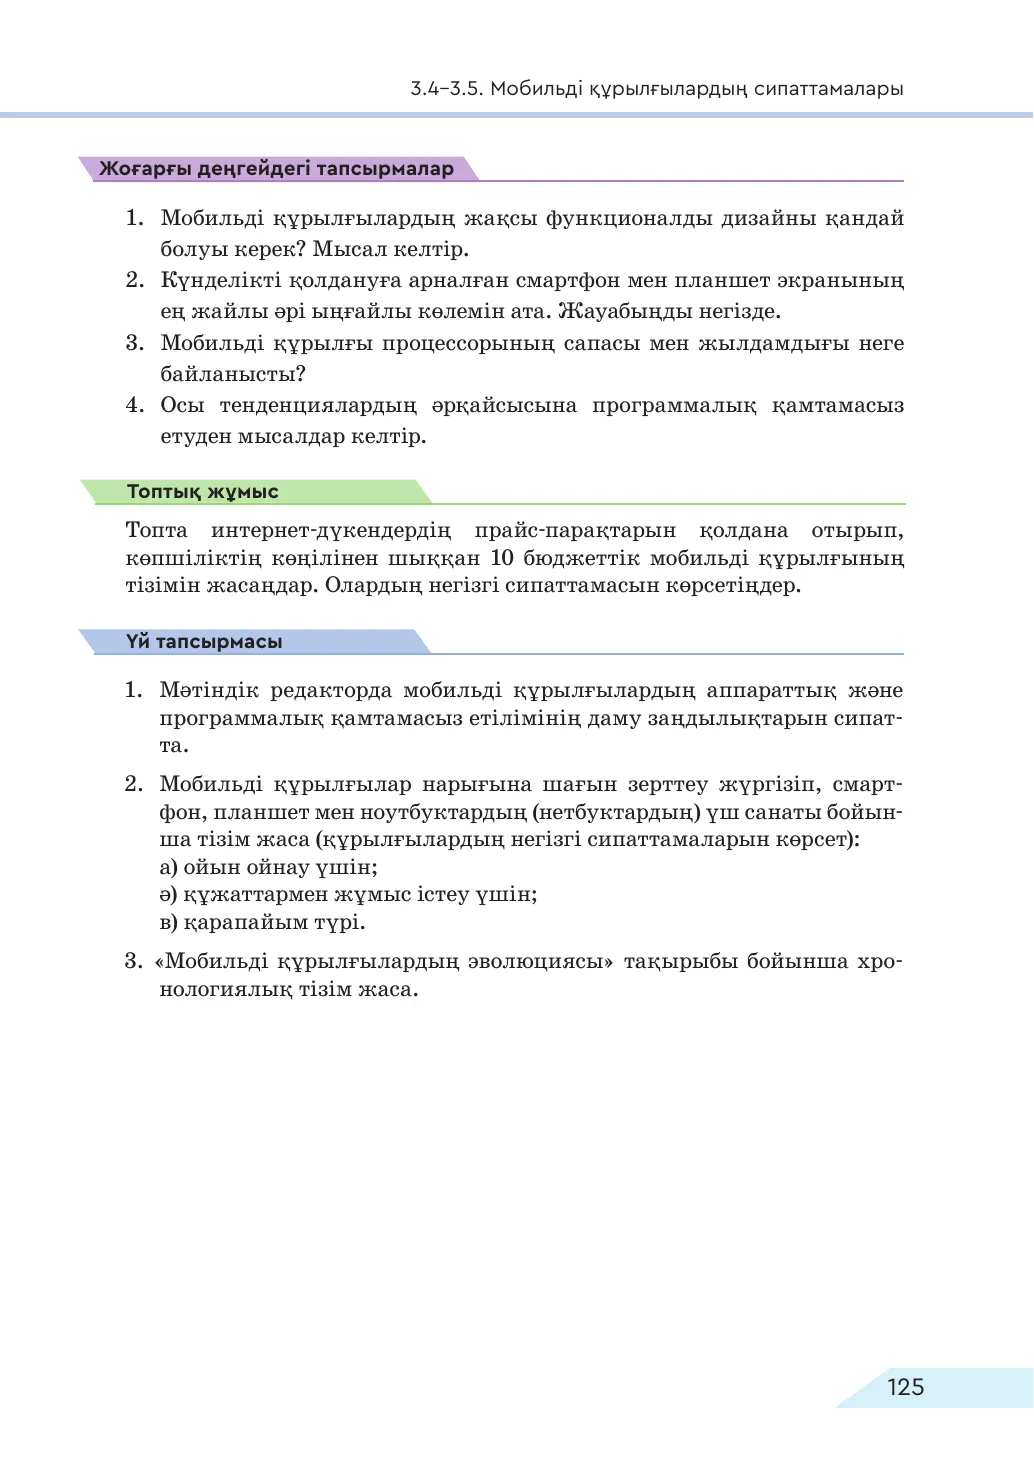 3.4–3.5. Мобильді құрылғылардың сипаттамалары
Жоғарғы деңгейдегі тапсырмалар
1. Мобильді құрылғылардың жақсы функционалды дизайны қандай
болуы керек? Мысал келтір.
2. Күнделікті қолдануға арналған смартфон мен планшет экранының
ең жайлы әрі ыңғайлы көлемін ата. Жауабыңды негізде.
3. Мобильді құрылғы процессорының сапасы мен жылдамдығы неге
байланысты?
4. Осы тенденциялардың әрқайсысына программалық қамтамасыз
етуден мысалдар келтір.
Топтық жұмыс
Топта интернет-дүкендердің прайс-парақтарын қолдана отырып,
көпшіліктің көңілінен шыққан 10 бюджеттік мобильді құрылғының
тізімін жасаңдар. Олардың негізгі сипаттамасын көрсетіңдер.
Үй тапсырмасы
1. Мәтіндік редакторда мобильді құрылғылардың аппараттық және
программалық қамтамасыз етілімінің даму заңдылықтарын сипат-
та.
2. Мобильді құрылғылар нарығына шағын зерттеу жүргізіп, смарт-
фон, планшет мен ноутбуктардың (нетбуктардың) үш санаты бойын-
ша тізім жаса (құрылғылардың негізгі сипаттамаларын көрсет):
а) ойын ойнау үшін;
ә) құжаттармен жұмыс істеу үшін;
в) қарапайым түрі.
3. «Мобильді құрылғылардың эволюциясы» тақырыбы бойынша хро-
нологиялық тізім жаса.
125